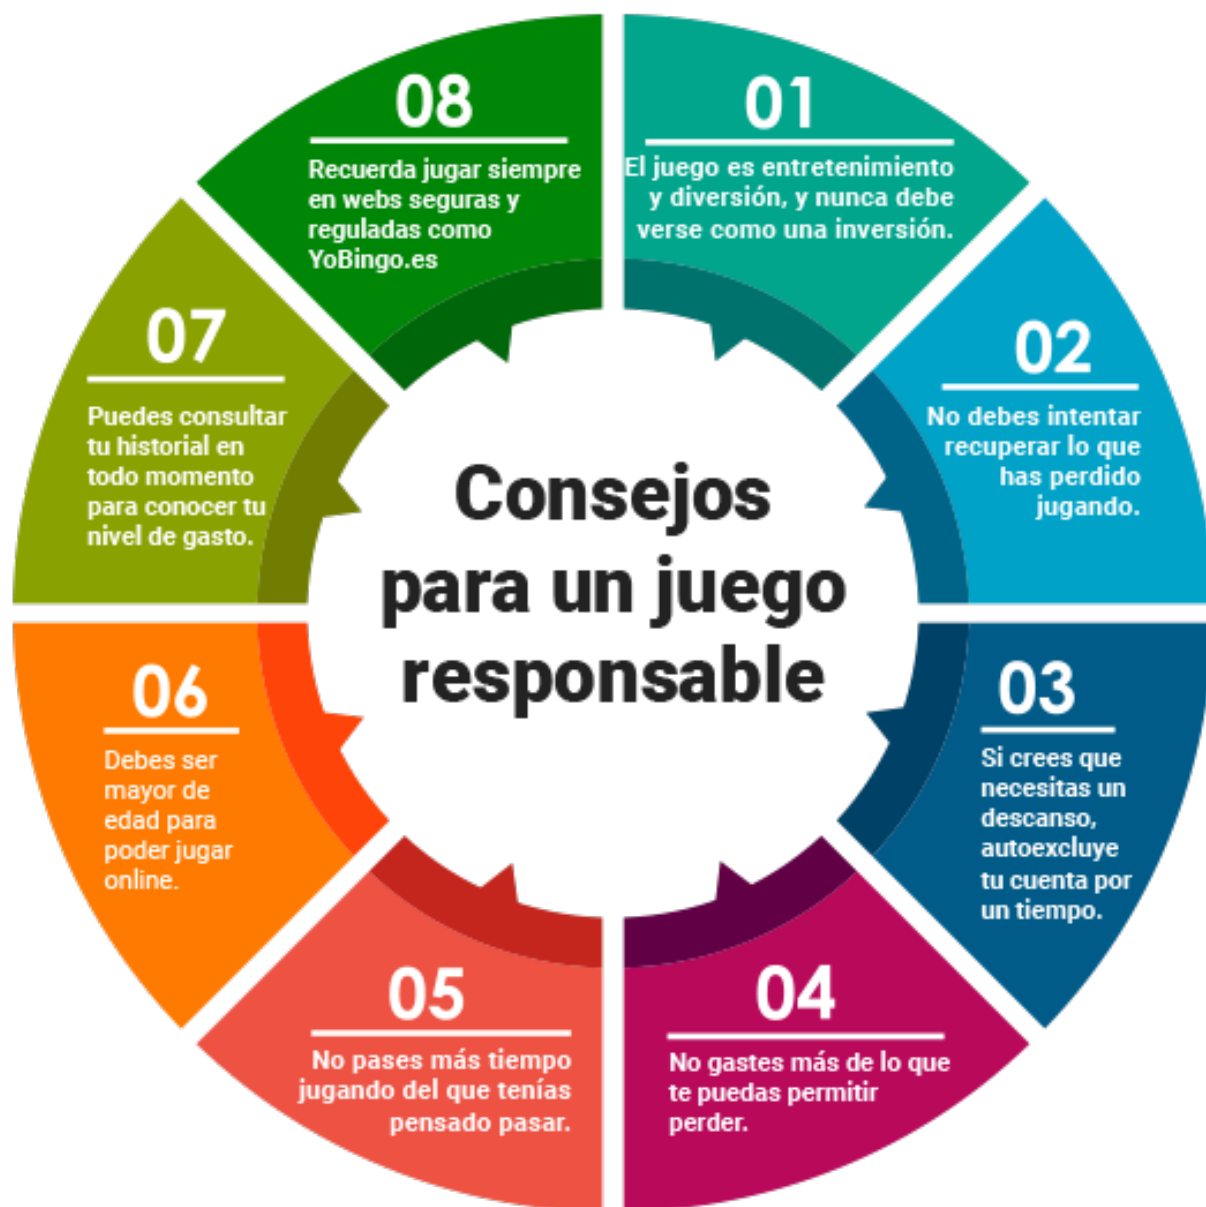 Consejos
para un juego
responsable
01
El juego es entretenimiento
y diversión, y nunca debe
verse como una inversión.
02
No debes intentar
recuperar lo que
has perdido
jugando.
03
Si crees que
necesitas un
descanso,
autoexcluye
tu cuenta por
un tiempo.
04
No gastes más de lo que
te puedas permitir
perder.
05
No pases más tiempo
jugando del que tenías
pensado pasar.
06
Debes ser
mayor de
edad para
poder jugar
online.
07
Puedes consultar
tu historial en
todo momento
para conocer tu
nivel de gasto.
08
Recuerda jugar siempre
en webs seguras y
reguladas como
YoBingo.es